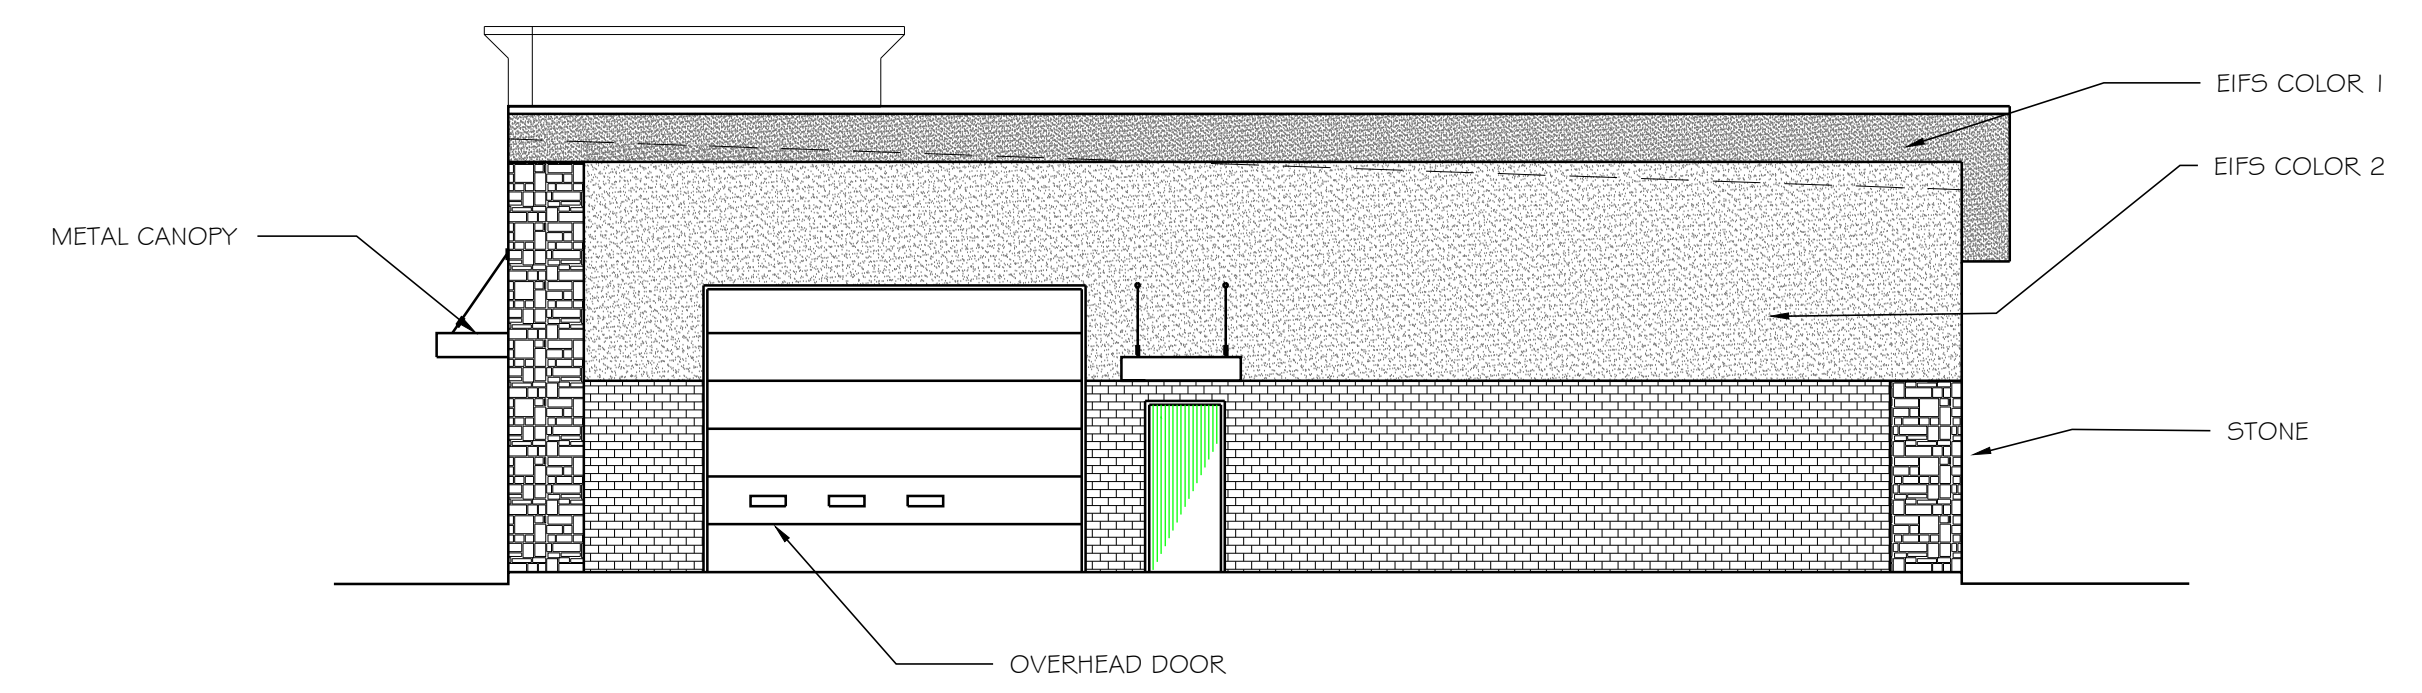 EIFS COLOR 1
EIFS COLOR 2
METAL CANOPY
STONE
OVERHEAD DOOR